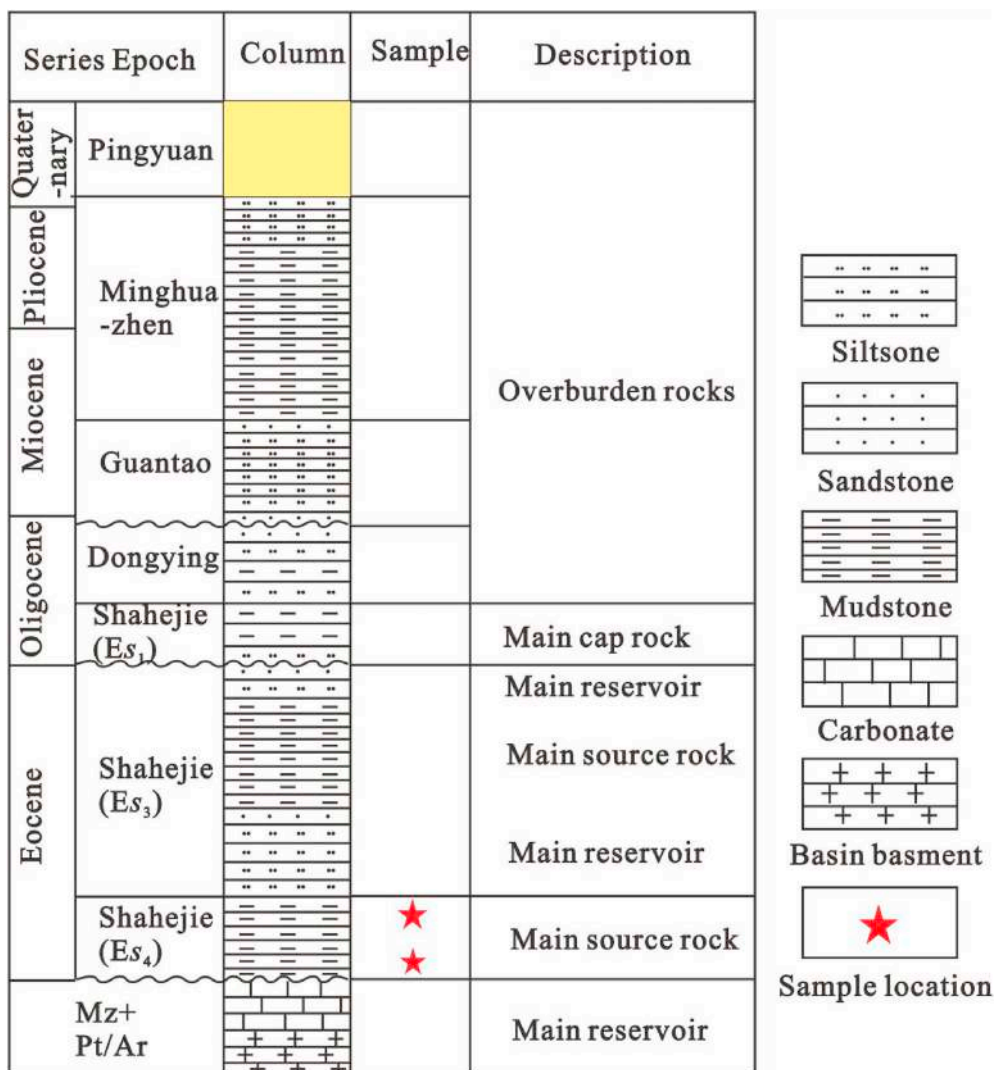 Series Epoch
Column
Sample
Description
Quater
-nary
Pingyuan
Pliocene
Minghua
-zhen
Miocene
Guantao
Overburden rocks
Oligocene
Dongying
Shahejie
(Es₁)
Main cap rock
Eocene
Shahejie
(Es₃)
Main reservoir
Main source rock
Main reservoir
Shahejie
(Es₄)
Main source rock
Mz+
Pt/Ar
Main reservoir
Siltsone
Sandstone
Mudstone
Carbonate
Basin basment
Sample location